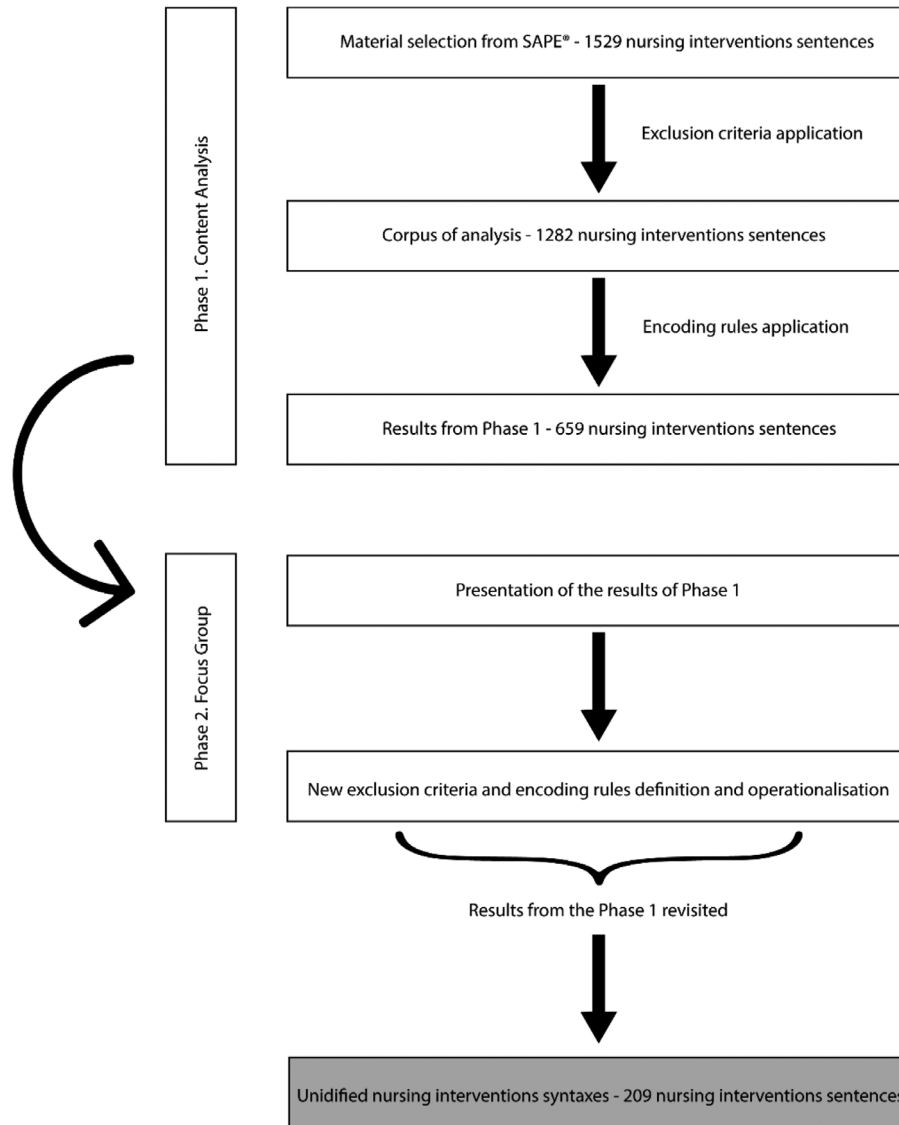 Phase 1. Content Analysis
Material selection from SAPE® - 1529 nursing interventions sentences
Exclusion criteria application
Corpus of analysis - 1282 nursing interventions sentences
Encoding rules application
Results from Phase 1 - 659 nursing interventions sentences
Phase 2. Focus Group
Presentation of the results of Phase 1
New exclusion criteria and encoding rules definition and operationalisation
Results from the Phase 1 revisited
Unidified nursing interventions syntaxes - 209 nursing interventions sentences